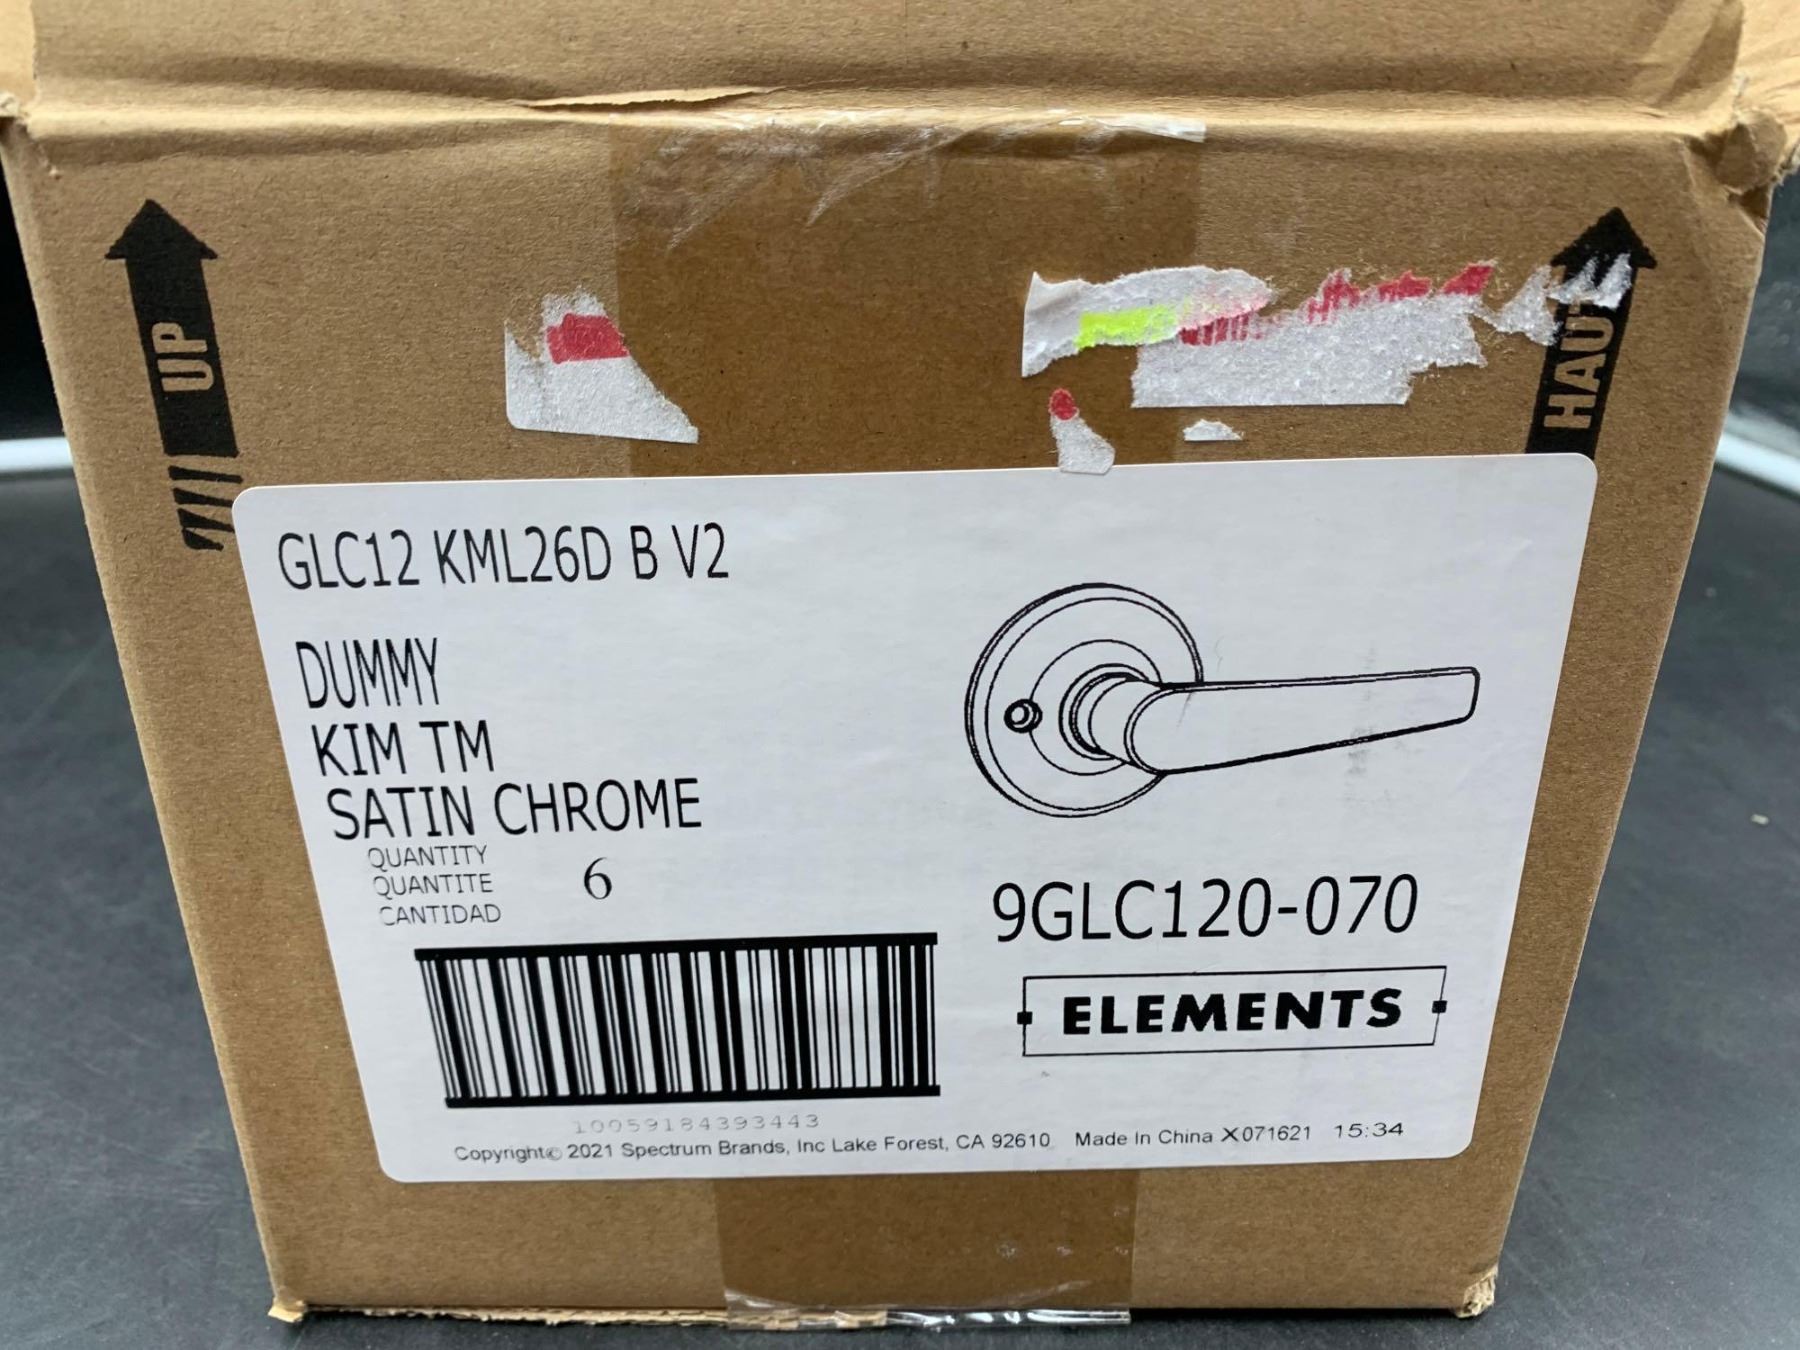 UP
HAUT
GLC12 KML26D B V2
DUMMY
KIM TM
SATIN CHROME
QUANTITY
QUANTITE
CANTIDAD
6
9GLC120-070
ELEMENTS
10059184393443
Copyright© 2021 Spectrum Brands, Inc Lake Forest, CA 92610 Made In China X071621 15:34